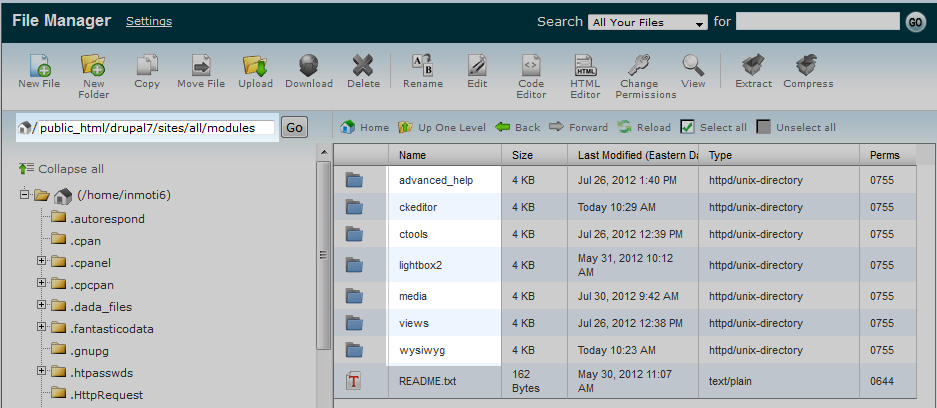 File Manager Settings Search All Your Files for GO
New File New Folder Copy Move File Upload Download Delete Rename Edit Code Editor HTML Editor Change Permissions View Extract Compress
/ public_html/drupal7/sites/all/modules Go
Home Up One Level Back Forward Reload Select all Unselect all
Collapse all
(/home/inmoti6)
.autorespond
.cpan
.cpanel
.cpcpan
.dada_files
.fantasticodata
.gnupg
.htpasswds
.HttpRequest
Name Size Last Modified (Eastern Da Type Perms
advanced_help 4 KB Jul 26, 2012 1:40 PM httpd/unix-directory 0755
ckeditor 4 KB Today 10:29 AM httpd/unix-directory 0755
ctools 4 KB Jul 26, 2012 12:39 PM httpd/unix-directory 0755
lightbox2 4 KB May 31, 2012 10:12 AM httpd/unix-directory 0755
media 4 KB Jul 30, 2012 9:42 AM httpd/unix-directory 0755
views 4 KB Jul 26, 2012 12:38 PM httpd/unix-directory 0755
wysiwyg 4 KB Today 10:23 AM httpd/unix-directory 0755
README.txt 162 Bytes May 30, 2012 11:07 AM text/plain 0644